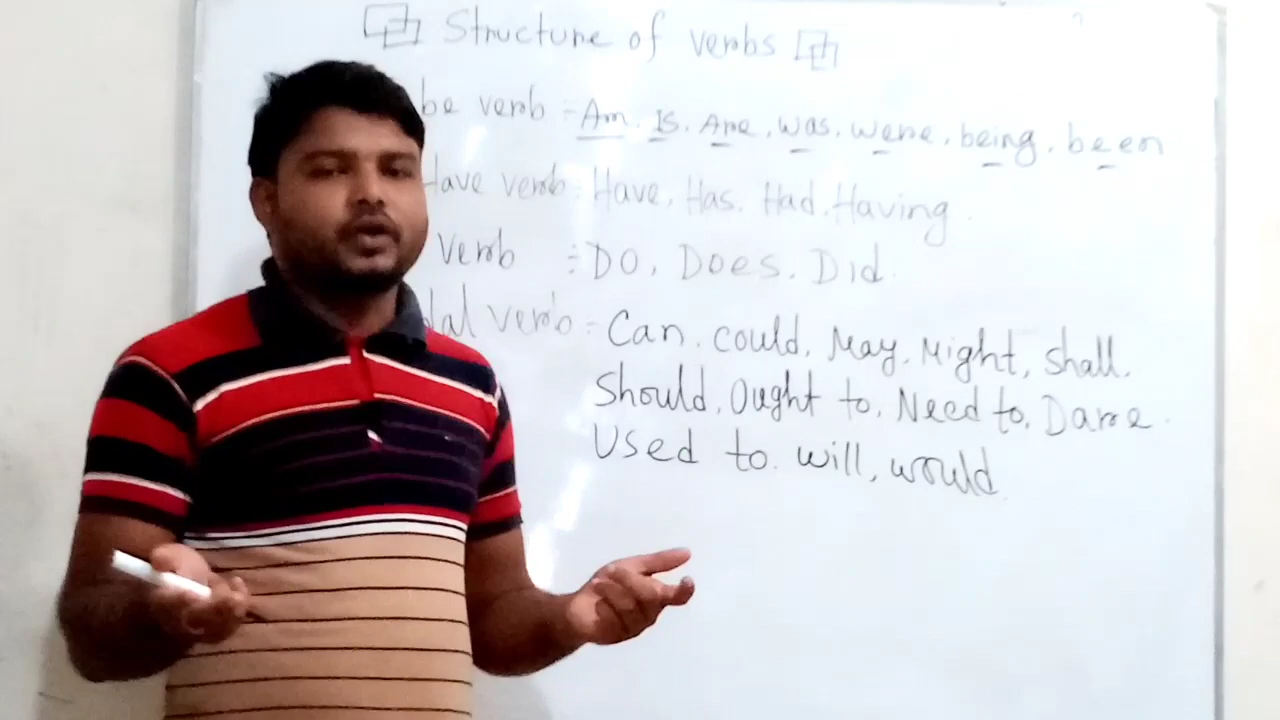 Structure of verbs
be verb = Am. Is. Are, was. were, being, been
Have verb = Have, Has. Had. Having.
verb = DO, Does. Did.
dal verb = Can. could, May, Might, shall.
Should, Ought to, Need to, Dare.
Used to. will, would.